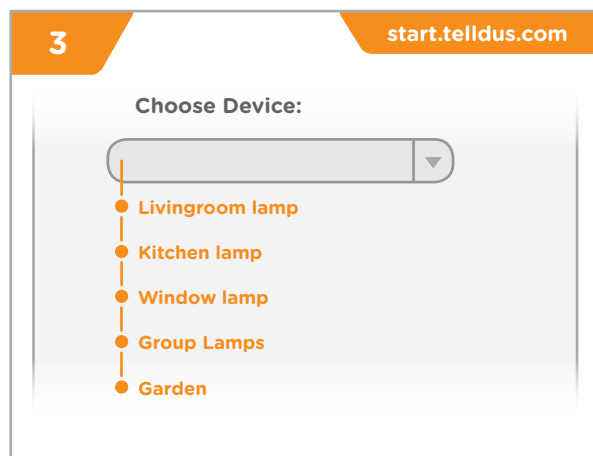 3
start.telldus.com
Choose Device:
Livingroom lamp
Kitchen lamp
Window lamp
Group Lamps
Garden